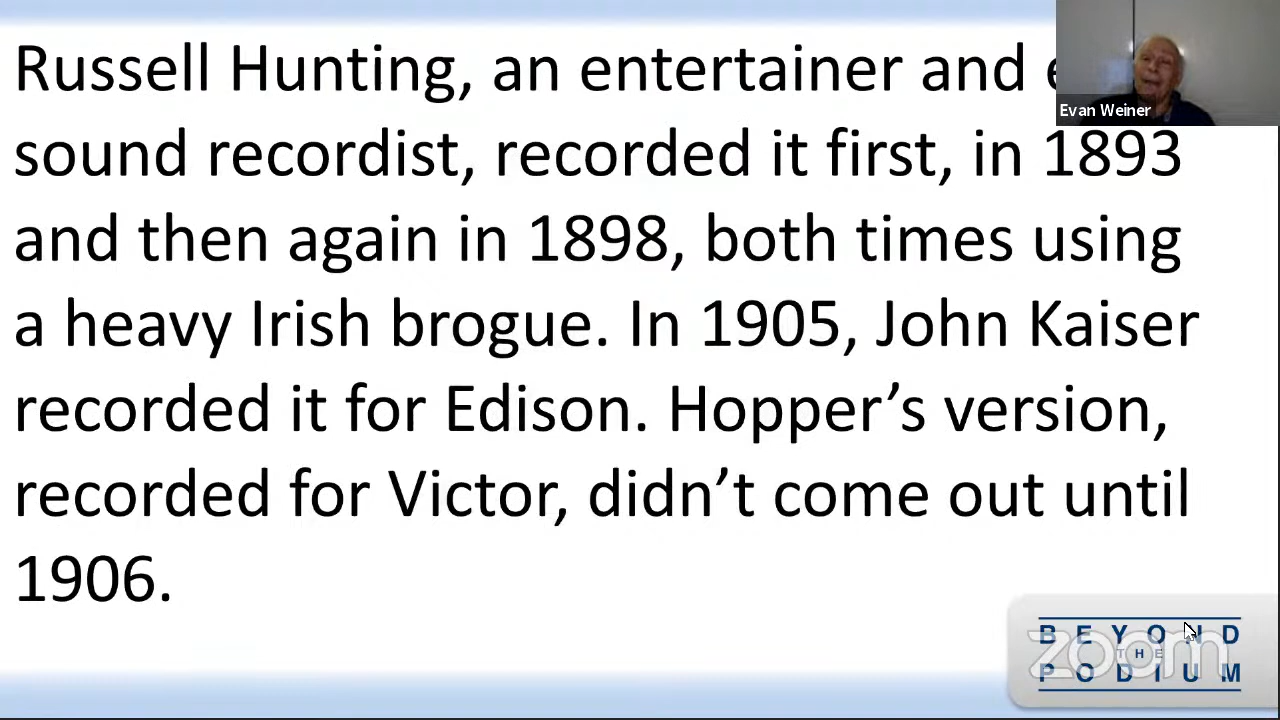 Russell Hunting, an entertainer and
sound recordist, recorded it first, in 1893
and then again in 1898, both times using
a heavy Irish brogue. In 1905, John Kaiser
recorded it for Edison. Hopper’s version,
recorded for Victor, didn’t come out until
1906.
Evan Weiner
BEYOND
THE
PODIUM
zoom